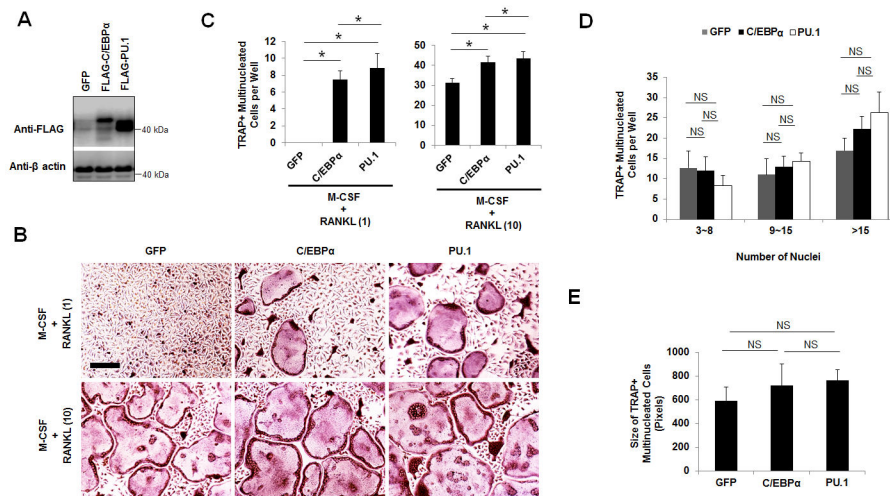 A
GFP
FLAG-C/EBPα
FLAG-PU.1
Anti-FLAG
40 kDa
Anti-β actin
40 kDa
C
TRAP+ Multinucleated
Cells per Well
12
10
8
6
4
2
0
*
*
*
GFP
C/EBPα
PU.1
M-CSF
+
RANKL (1)
50
40
30
20
10
0
*
*
*
GFP
C/EBPα
PU.1
M-CSF
+
RANKL (10)
D
GFP
C/EBPα
PU.1
TRAP+ Multinucleated
Cells per Well
35
30
25
20
15
10
5
0
NS
NS
NS
NS
NS
NS
NS
NS
NS
3~8
9~15
>15
Number of Nuclei
B
GFP
C/EBPα
PU.1
M-CSF
+
RANKL (1)
M-CSF
+
RANKL (10)
E
Size of TRAP+
Multinucleated Cells
(Pixels)
1000
800
600
400
200
0
NS
NS
NS
GFP
C/EBPα
PU.1